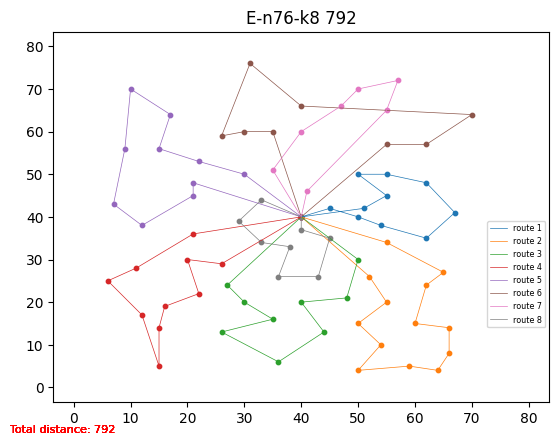 E-n76-k8 792
80
70
60
50
40
30
20
10
0
0 10 20 30 40 50 60 70 80
route 1
route 2
route 3
route 4
route 5
route 6
route 7
route 8
Total distance: 792